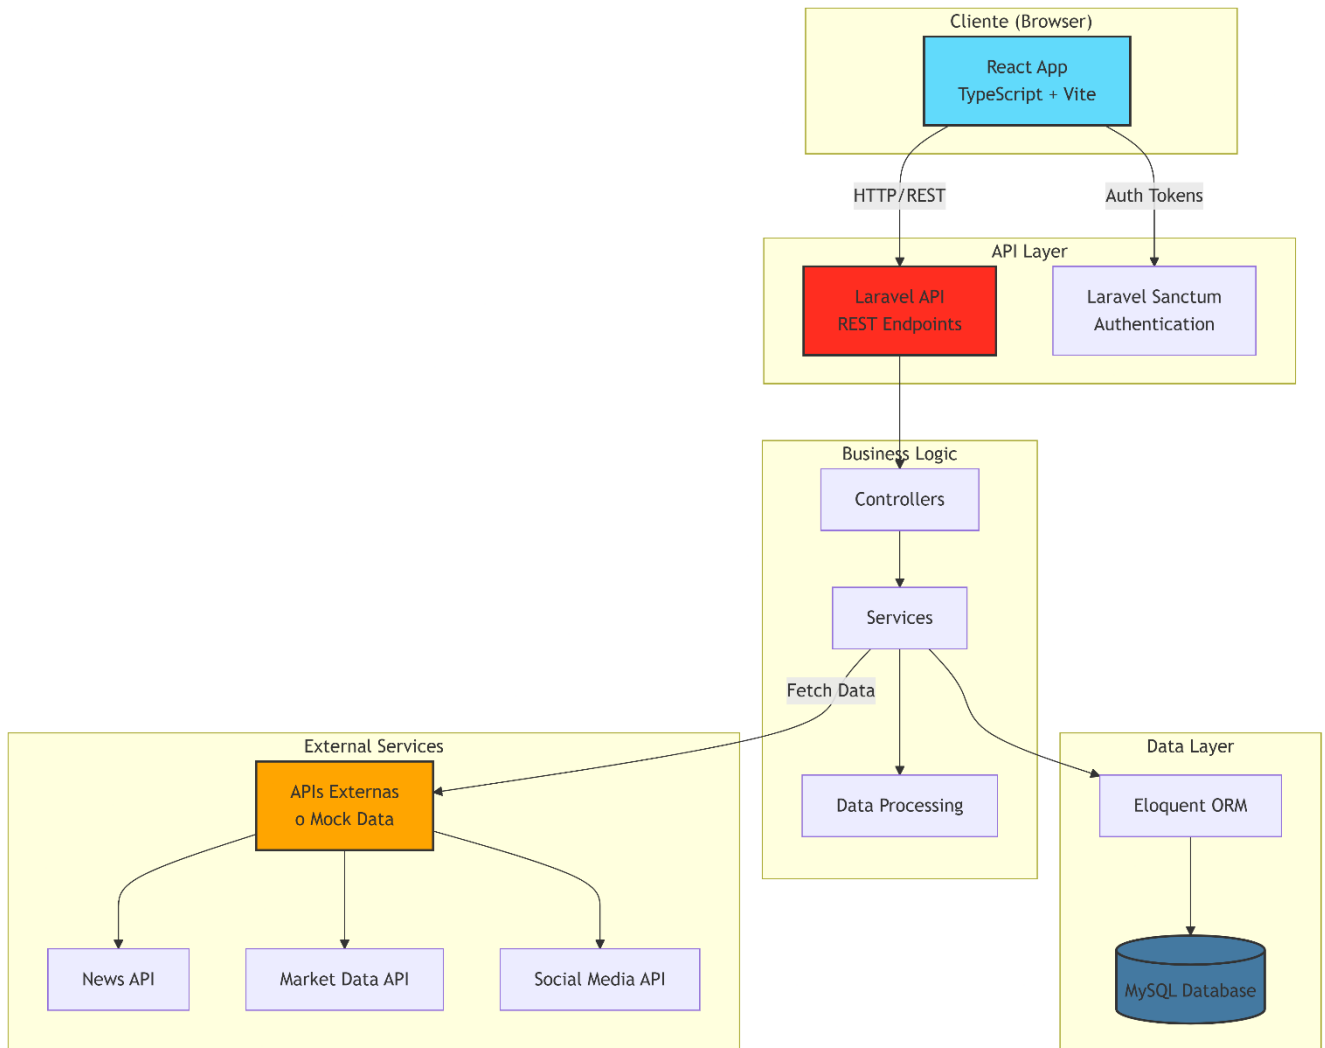 Cliente (Browser)
React App
TypeScript + Vite
HTTP/REST
Auth Tokens
API Layer
Laravel API
REST Endpoints
Laravel Sanctum
Authentication
Business Logic
Controllers
Services
Fetch Data
External Services
Data Layer
APIs Externas
o Mock Data
Data Processing
Eloquent ORM
News API
Market Data API
Social Media API
MySQL Database